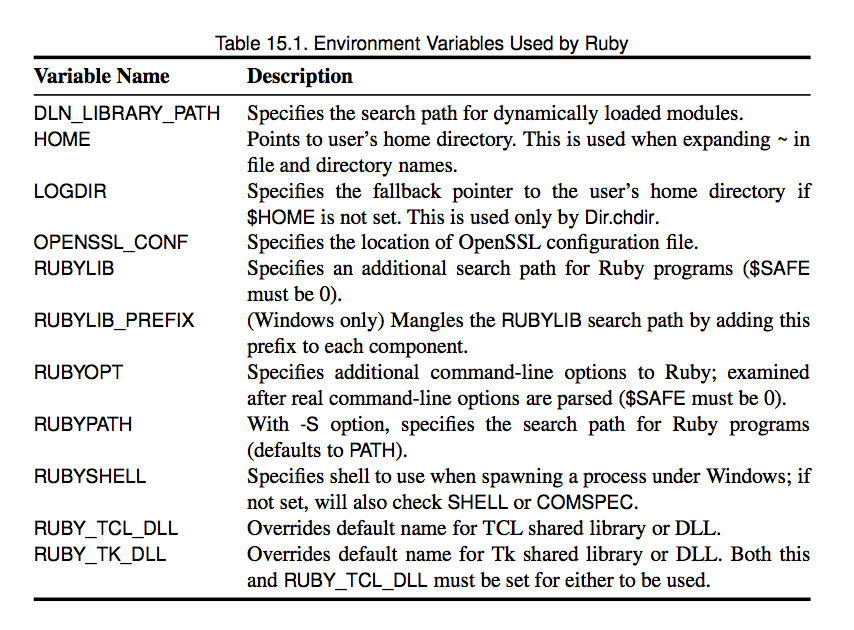 Table 15.1. Environment Variables Used by Ruby
Variable Name Description
DLN_LIBRARY_PATH Specifies the search path for dynamically loaded modules.
HOME Points to user’s home directory. This is used when expanding ~ in
file and directory names.
LOGDIR Specifies the fallback pointer to the user’s home directory if
$HOME is not set. This is used only by Dir.chdir.
OPENSSL_CONF Specifies the location of OpenSSL configuration file.
RUBYLIB Specifies an additional search path for Ruby programs ($SAFE
must be 0).
RUBYLIB_PREFIX (Windows only) Mangles the RUBYLIB search path by adding this
prefix to each component.
RUBYOPT Specifies additional command-line options to Ruby; examined
after real command-line options are parsed ($SAFE must be 0).
RUBYPATH With -S option, specifies the search path for Ruby programs
(defaults to PATH).
RUBYSHELL Specifies shell to use when spawning a process under Windows; if
not set, will also check SHELL or COMSPEC.
RUBY_TCL_DLL Overrides default name for TCL shared library or DLL.
RUBY_TK_DLL Overrides default name for Tk shared library or DLL. Both this
and RUBY_TCL_DLL must be set for either to be used.